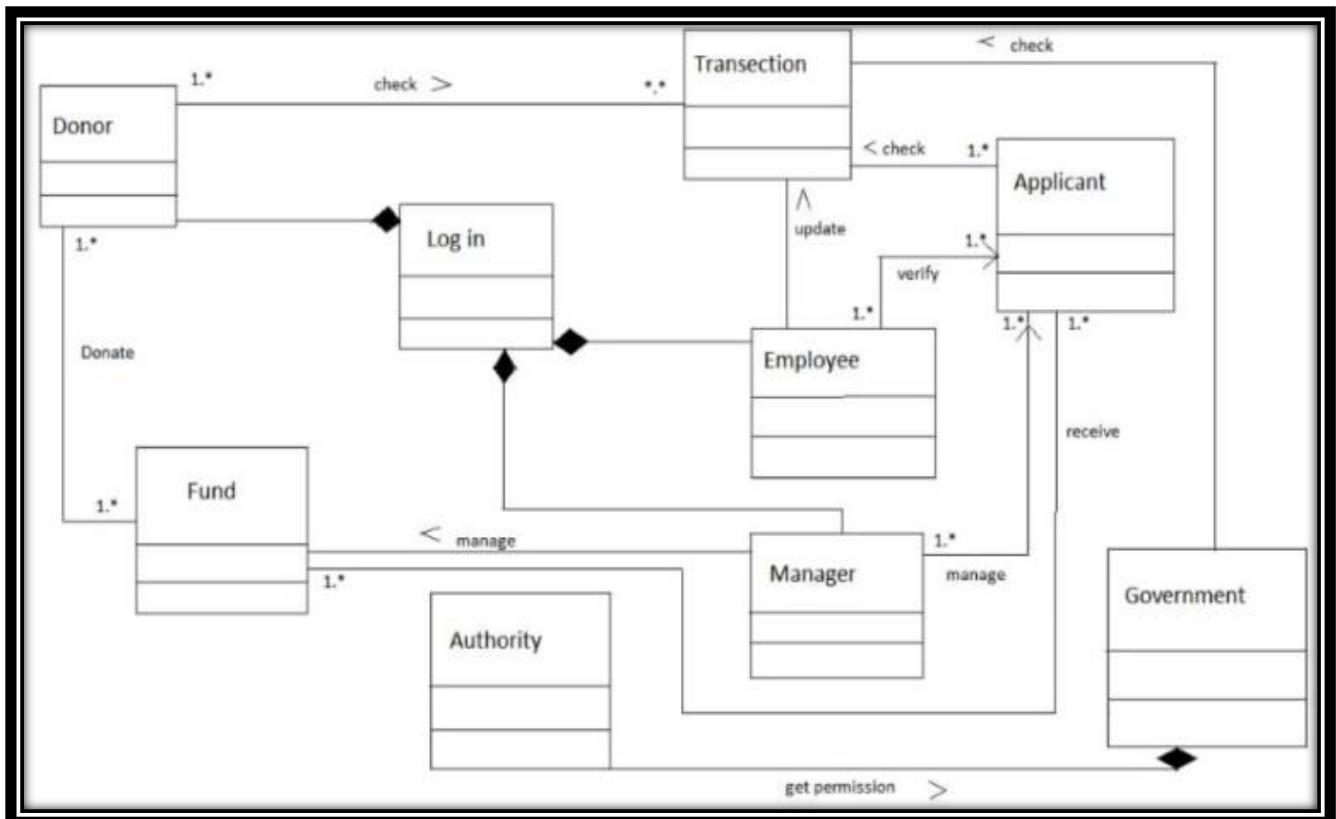 < check
Transection
1.*
check >
*.*
Donor
< check
1.*
Applicant
Log in
update
1.*
1.*
verify
1.*
1.*
1.*
Donate
Employee
receive
Fund
1.*
< manage
1.*
1.*
Manager
manage
Government
Authority
get permission >